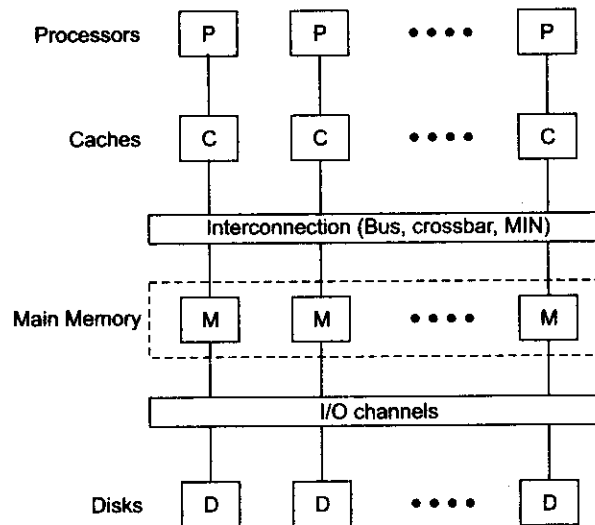 Processors P P P
Caches C C C
Interconnection (Bus, crossbar, MIN)
Main Memory M M M
I/O channels
Disks D D D